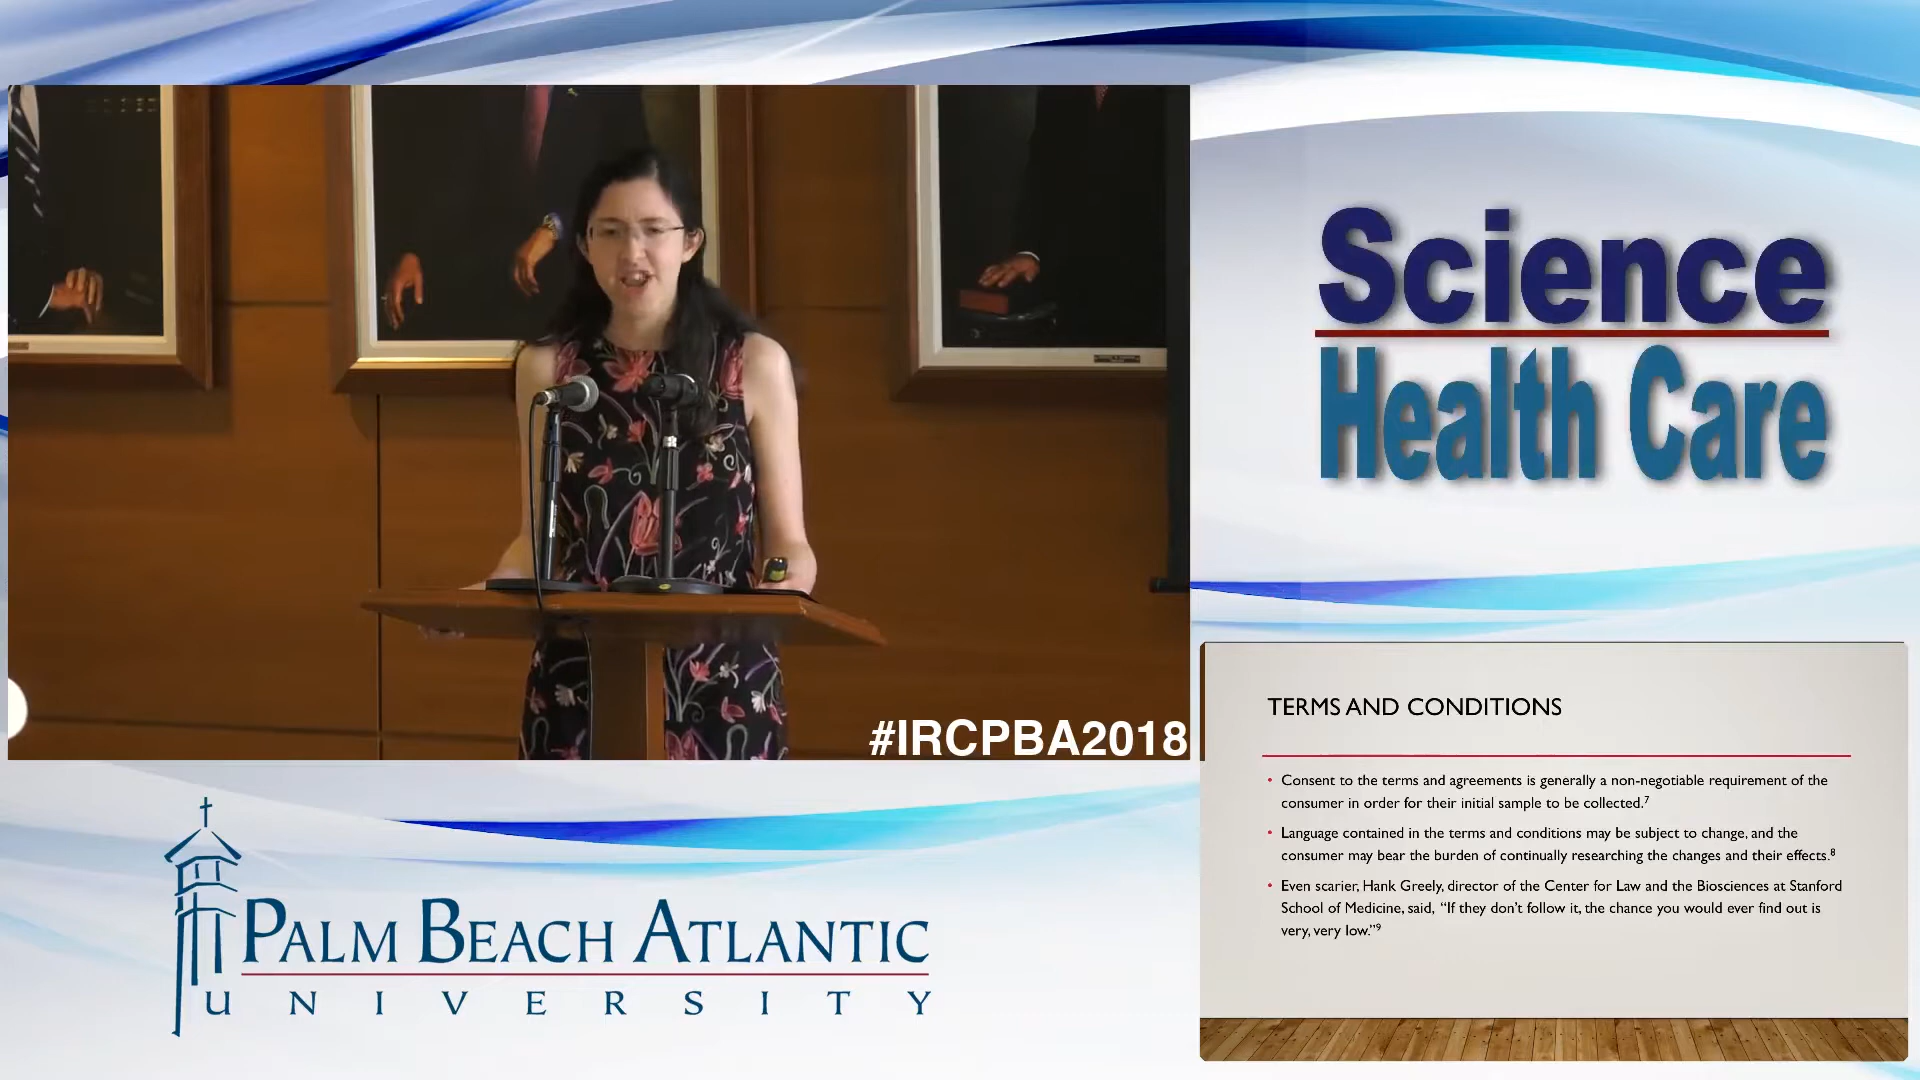 Science
Health Care
#IRCPBA2018
PALM BEACH ATLANTIC
UNIVERSITY
TERMS AND CONDITIONS
• Consent to the terms and agreements is generally a non-negotiable requirement of the
consumer in order for their initial sample to be collected.7
• Language contained in the terms and conditions may be subject to change, and the
consumer may bear the burden of continually researching the changes and their effects.8
• Even scarier, Hank Greely, director of the Center for Law and the Biosciences at Stanford
School of Medicine, said, “If they don’t follow it, the chance you would ever find out is
very, very low.”9